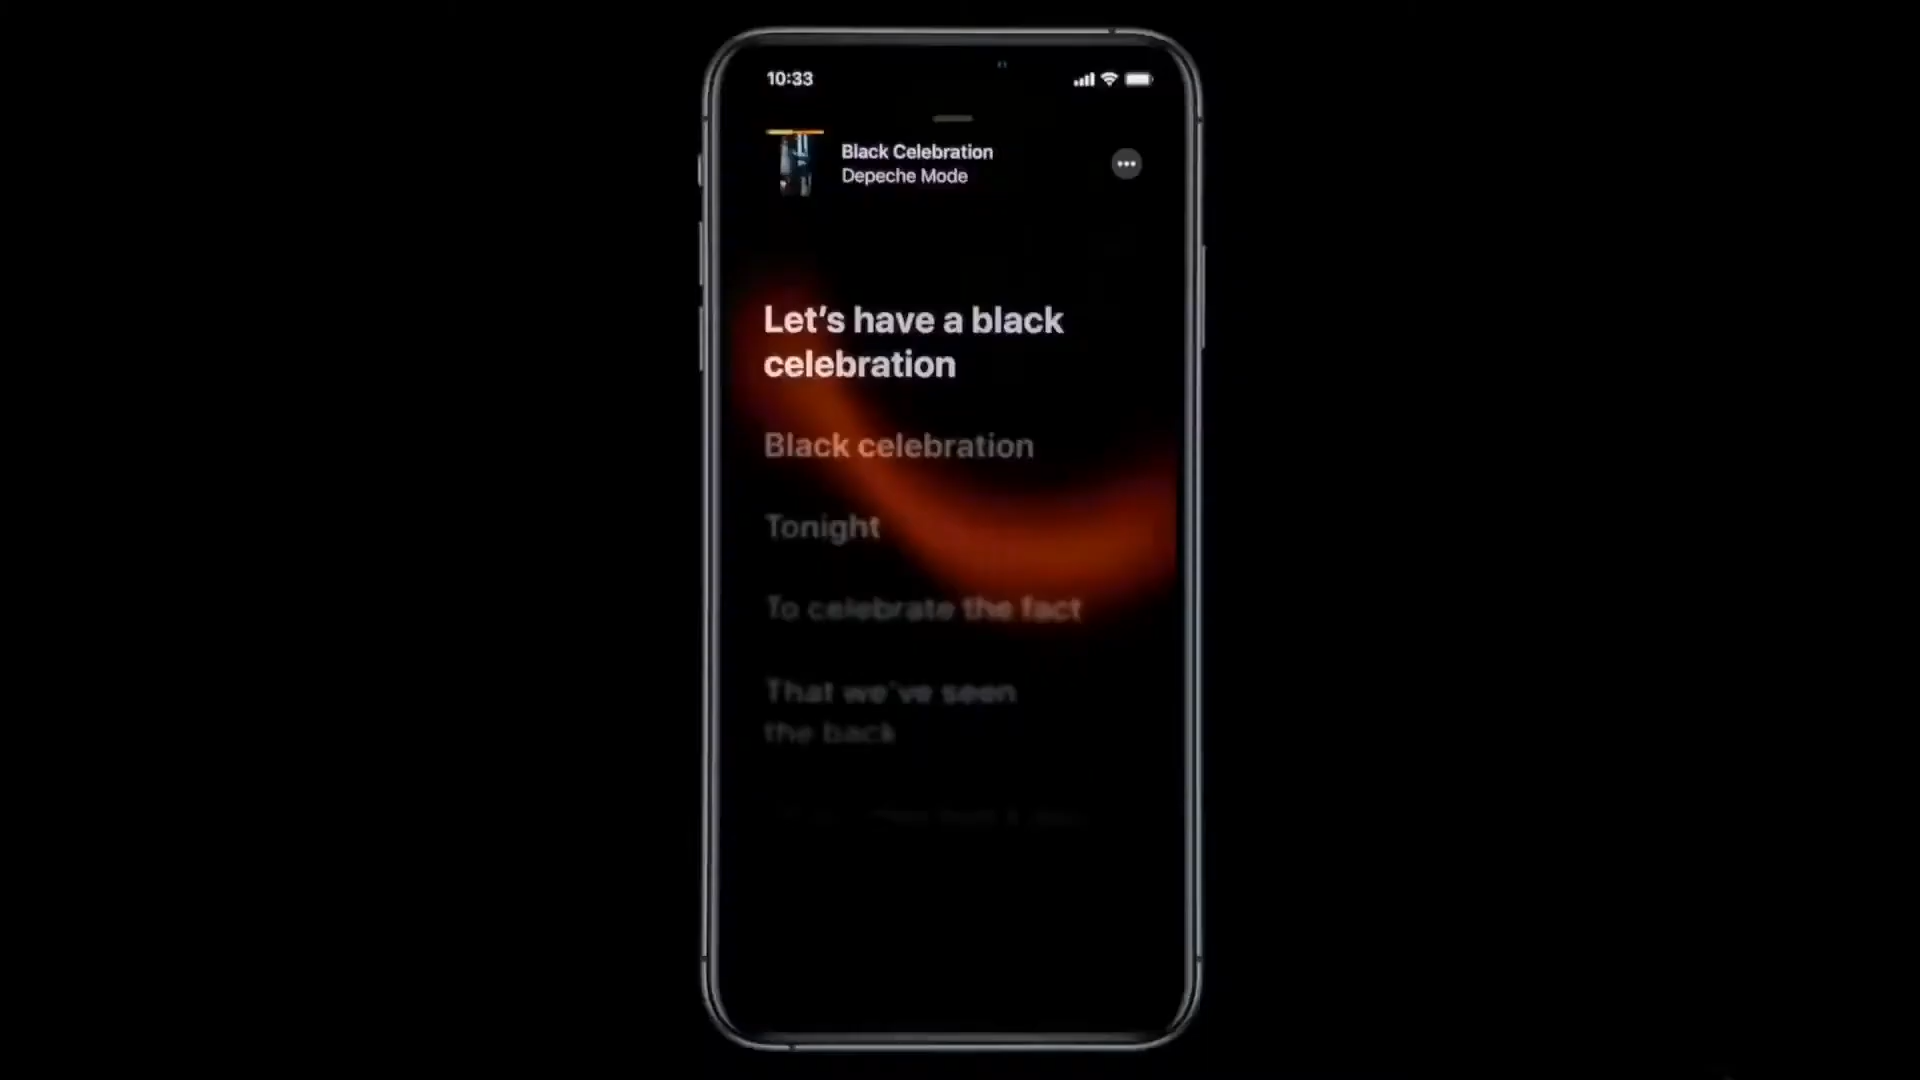 10:33
Black Celebration
Depeche Mode
Let's have a black
celebration
Black celebration
Tonight
To celebrate the fact
That we've seen
the back